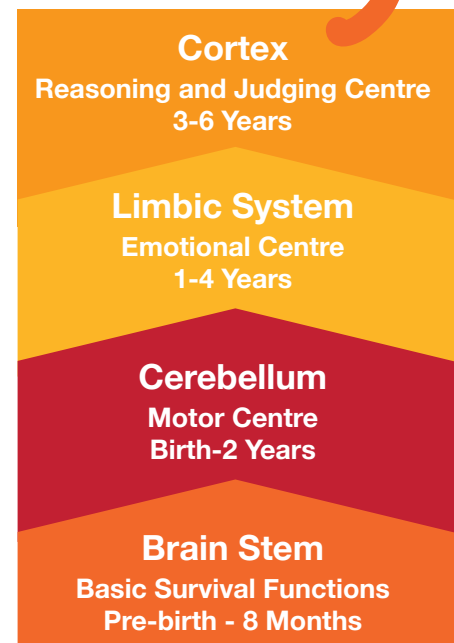 Cortex
Reasoning and Judging Centre
3-6 Years
Limbic System
Emotional Centre
1-4 Years
Cerebellum
Motor Centre
Birth-2 Years
Brain Stem
Basic Survival Functions
Pre-birth - 8 Months